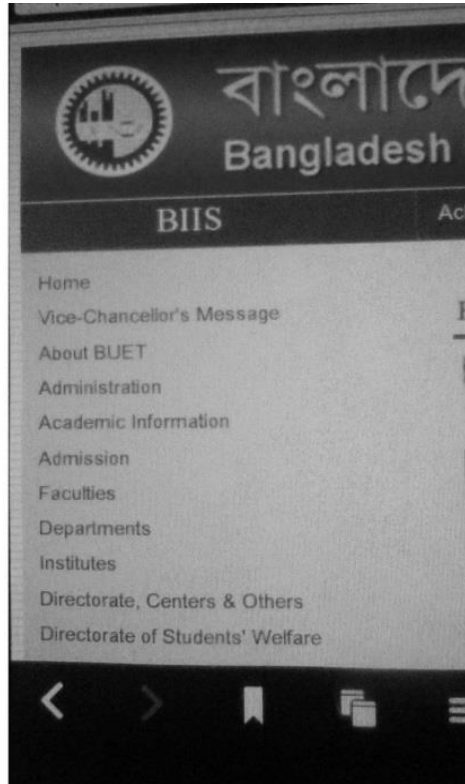 বাংলাদে
Bangladesh
BIIS
Ac
Home
Vice-Chancellor's Message
About BUET
Administration
Academic Information
Admission
Faculties
Departments
Institutes
Directorate, Centers & Others
Directorate of Students' Welfare